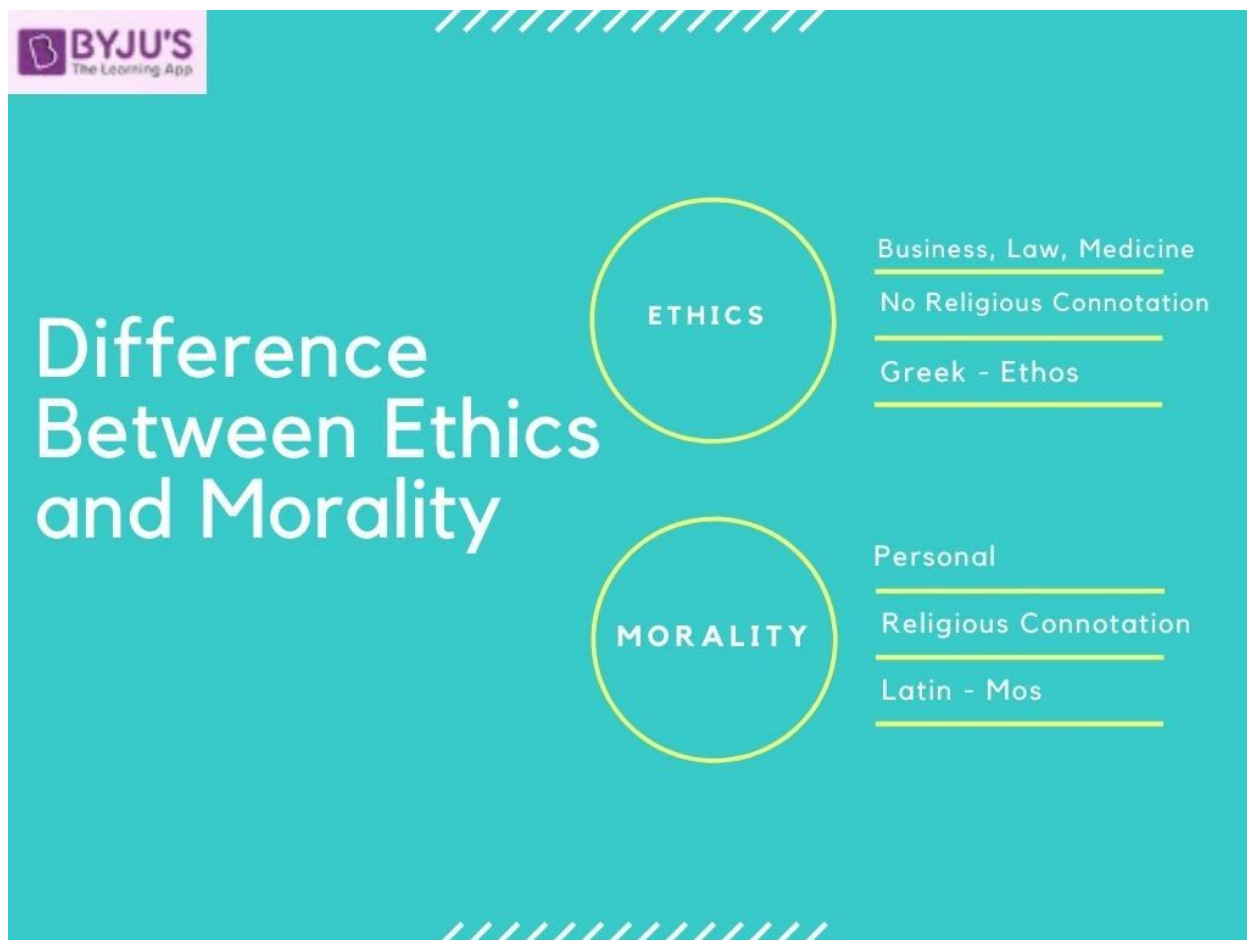 BYJU'S
The Learning App
Difference
Between Ethics
and Morality
ETHICS
Business, Law, Medicine
No Religious Connotation
Greek - Ethos
MORALITY
Personal
Religious Connotation
Latin - Mos